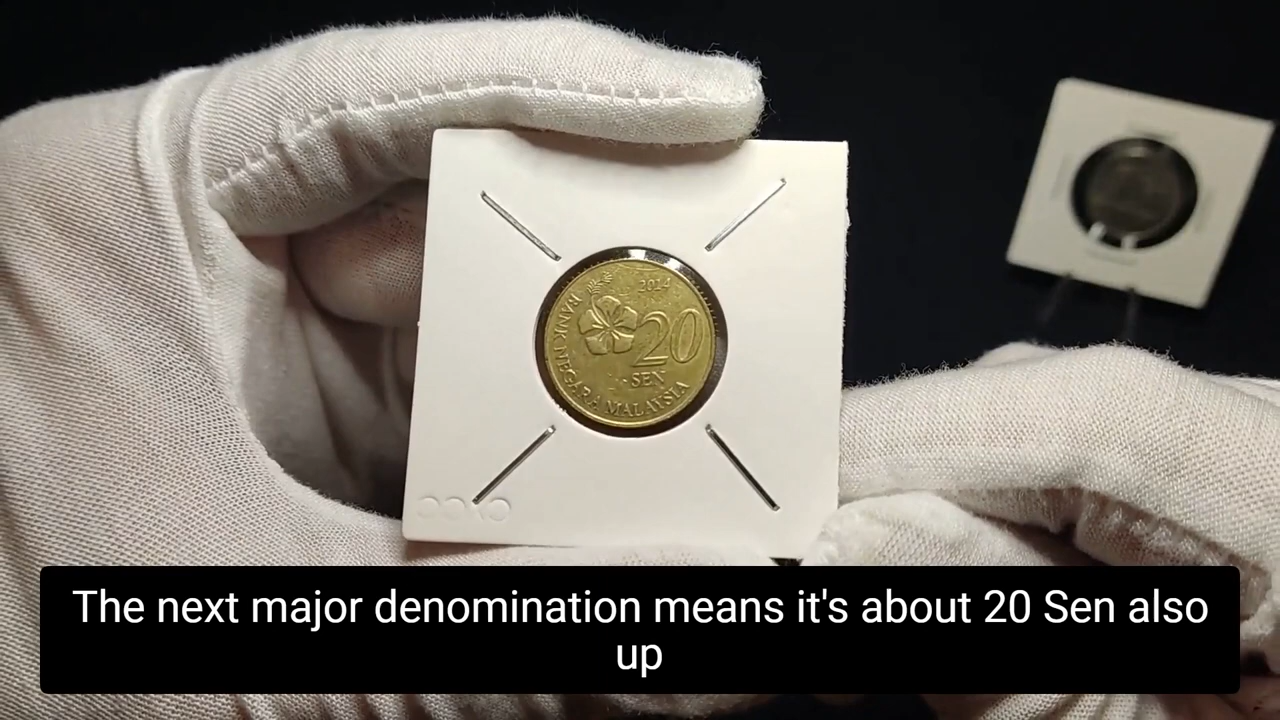 2014
20
SEN
BANK NEGARA MALAYSIA
The next major denomination means it's about 20 Sen also
up